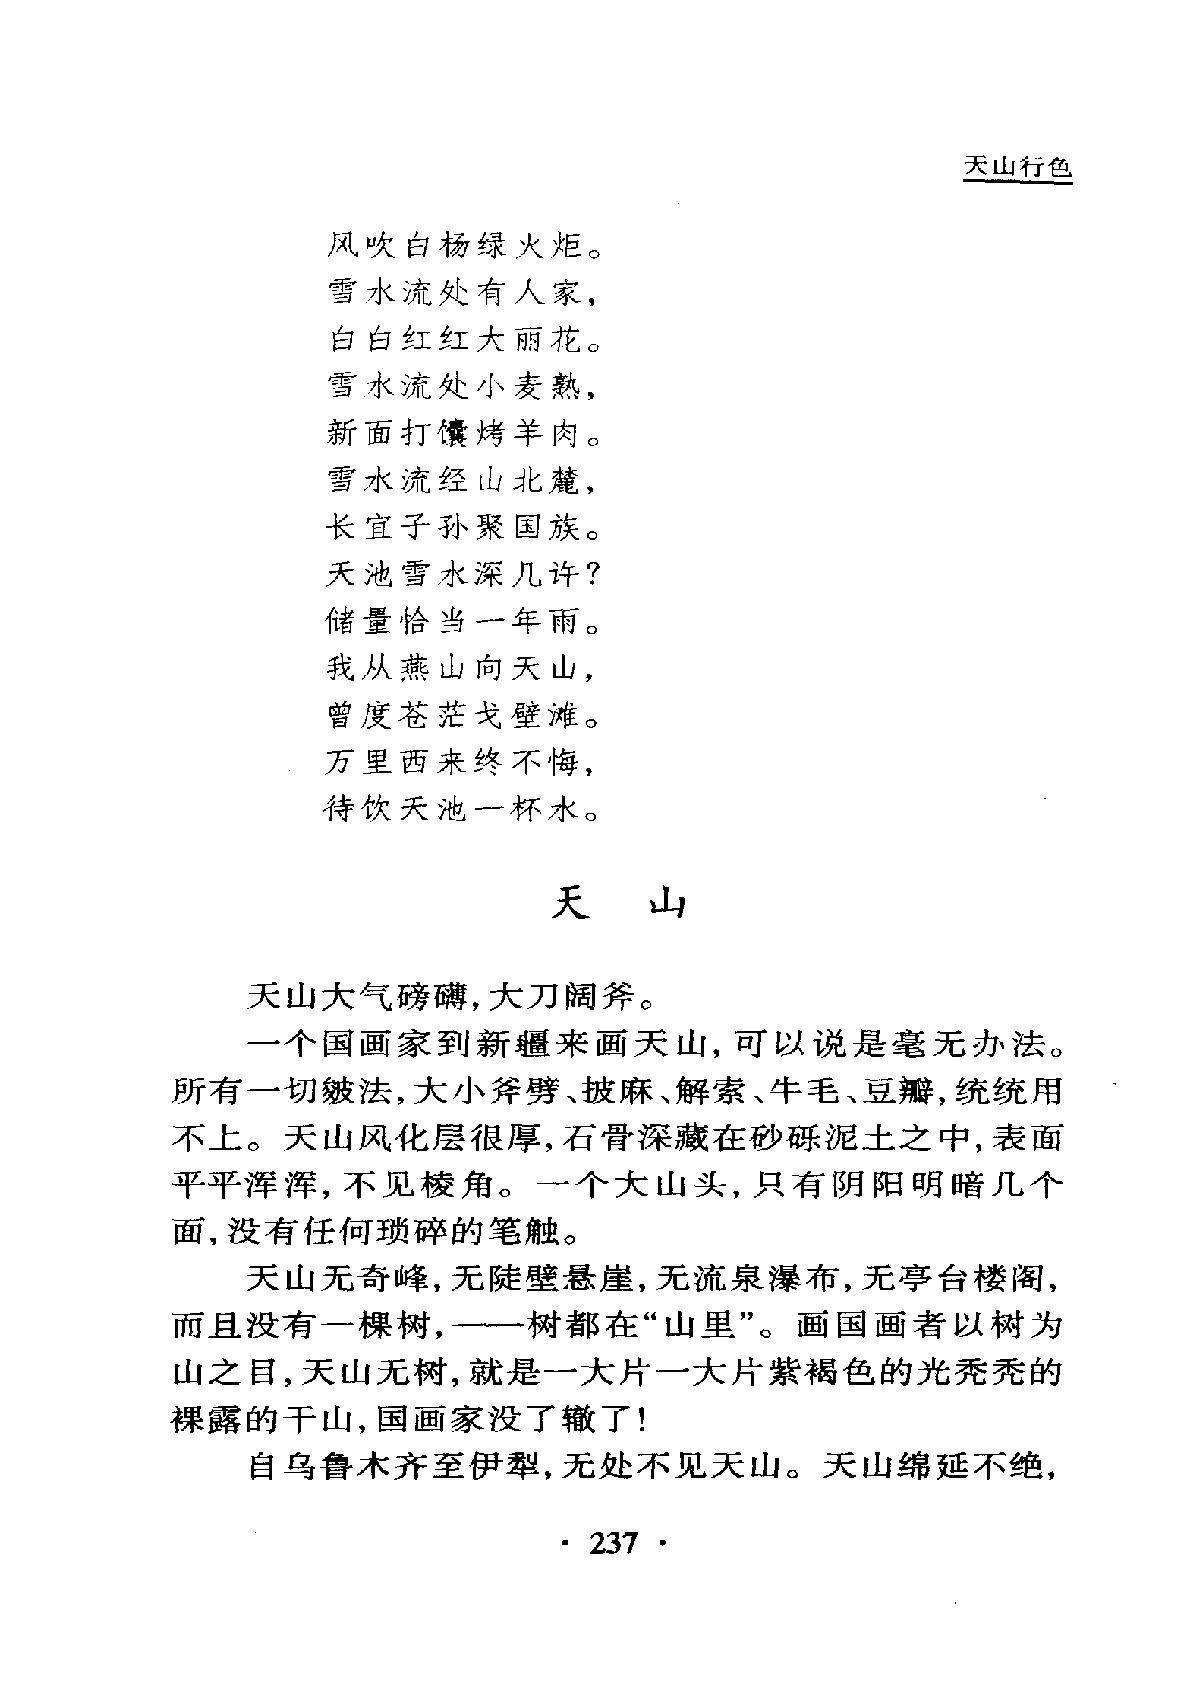 天山行色
风吹白杨绿火炬。
雪水流处有人家，
白白红红大丽花。
雪水流处小麦熟，
新面打馕烤羊肉。
雪水流经山北麓，
长宜子孙聚国族。
天池雪水深几许？
储量恰当一年雨。
我从燕山向天山，
曾度苍茫戈壁滩。
万里西来终不悔，
待饮天池一杯水。
天 山
天山大气磅礴，大刀阔斧。
一个国画家到新疆来画天山，可以说是毫无办法。
所有一切皴法，大小斧劈、披麻、解索、牛毛、豆瓣，统统用
不上。天山风化层很厚，石骨深藏在砂砾泥土之中，表面
平平浑浑，不见棱角。一个大山头，只有阴阳明暗几个
面，没有任何琐碎的笔触。
天山无奇峰，无陡壁悬崖，无流泉瀑布，无亭台楼阁，
而且没有一棵树，——树都在“山里”。画国画者以树为
山之目，天山无树，就是一大片一大片紫褐色的光秃秃的
裸露的干山，国画家没了辙了！
自乌鲁木齐至伊犁，无处不见天山。天山绵延不绝，
· 237 ·